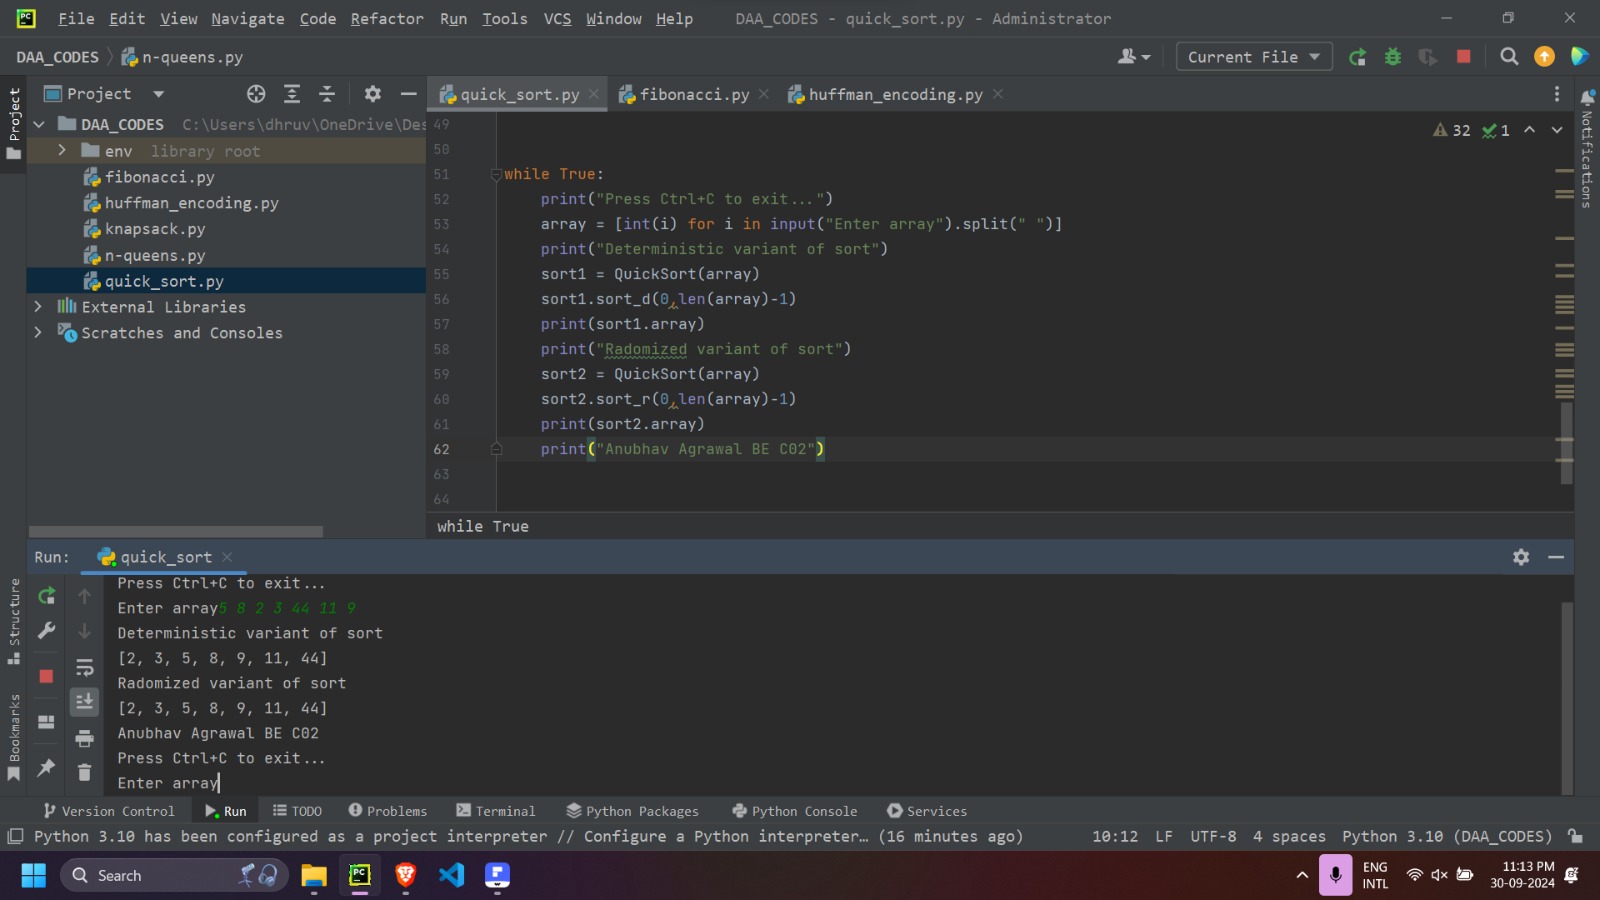 File Edit View Navigate Code Refactor Run Tools VCS Window Help DAA_CODES - quick_sort.py - Administrator
DAA_CODES n-queens.py Current File
Project quick_sort.py fibonacci.py huffman_encoding.py
Project
Notifications
DAA_CODES C:\Users\dhruv\OneDrive\Des
env library root
fibonacci.py
huffman_encoding.py
knapsack.py
n-queens.py
quick_sort.py
External Libraries
Scratches and Consoles
32 1
49
50
51 while True:
52 print("Press Ctrl+C to exit...")
53 array = [int(i) for i in input("Enter array").split(" ")]
54 print("Deterministic variant of sort")
55 sort1 = QuickSort(array)
56 sort1.sort_d(0,len(array)-1)
57 print(sort1.array)
58 print("Radomized variant of sort")
59 sort2 = QuickSort(array)
60 sort2.sort_r(0,len(array)-1)
61 print(sort2.array)
62 print("Anubhav Agrawal BE C02")
63
64
while True
Run: quick_sort
Structure
Bookmarks
Press Ctrl+C to exit...
Enter array5 8 2 3 44 11 9
Deterministic variant of sort
[2, 3, 5, 8, 9, 11, 44]
Radomized variant of sort
[2, 3, 5, 8, 9, 11, 44]
Anubhav Agrawal BE C02
Press Ctrl+C to exit...
Enter array
Version Control Run TODO Problems Terminal Python Packages Python Console Services
Python 3.10 has been configured as a project interpreter // Configure a Python interpreter... (16 minutes ago) 10:12 LF UTF-8 4 spaces Python 3.10 (DAA_CODES)
Search PC ENG 11:13 PM
INTL 30-09-2024